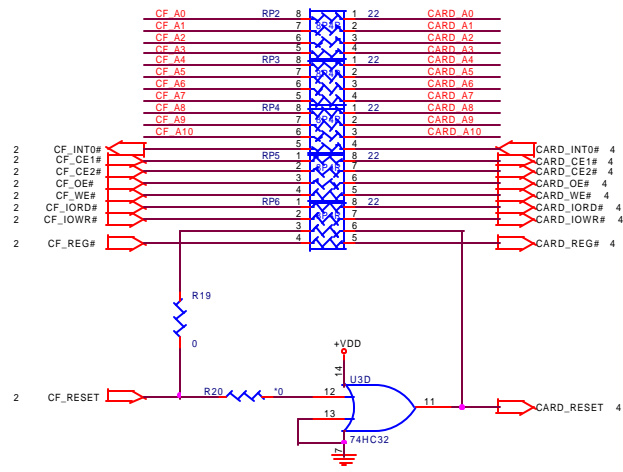 CF_A0 RP2 8 1 22 CARD_A0
CF_A1 7 8P4R 2 CARD_A1
CF_A2 6 3 CARD_A2
CF_A3 5 4 CARD_A3
CF_A4 RP3 8 1 22 CARD_A4
CF_A5 7 8P4R 2 CARD_A5
CF_A6 6 3 CARD_A6
CF_A7 5 4 CARD_A7
CF_A8 RP4 8 1 22 CARD_A8
CF_A9 7 8P4R 2 CARD_A9
CF_A10 6 3 CARD_A10
2 CF_INT0# 5 4 CARD_INT0# 4
2 CF_CE1# RP5 1 8 22 CARD_CE1# 4
2 CF_CE2# 2 8P4R 7 CARD_CE2# 4
2 CF_OE# 3 6 CARD_OE# 4
2 CF_WE# 4 5 CARD_WE# 4
2 CF_IORD# RP6 1 8 22 CARD_IORD# 4
2 CF_IOWR# 2 8P4R 7 CARD_IOWR# 4
3 6
2 CF_REG# 4 5 CARD_REG# 4
R19
0
+VDD
14
U3D
2 CF_RESET R20 *0 12 11 CARD_RESET 4
13
74HC32
7